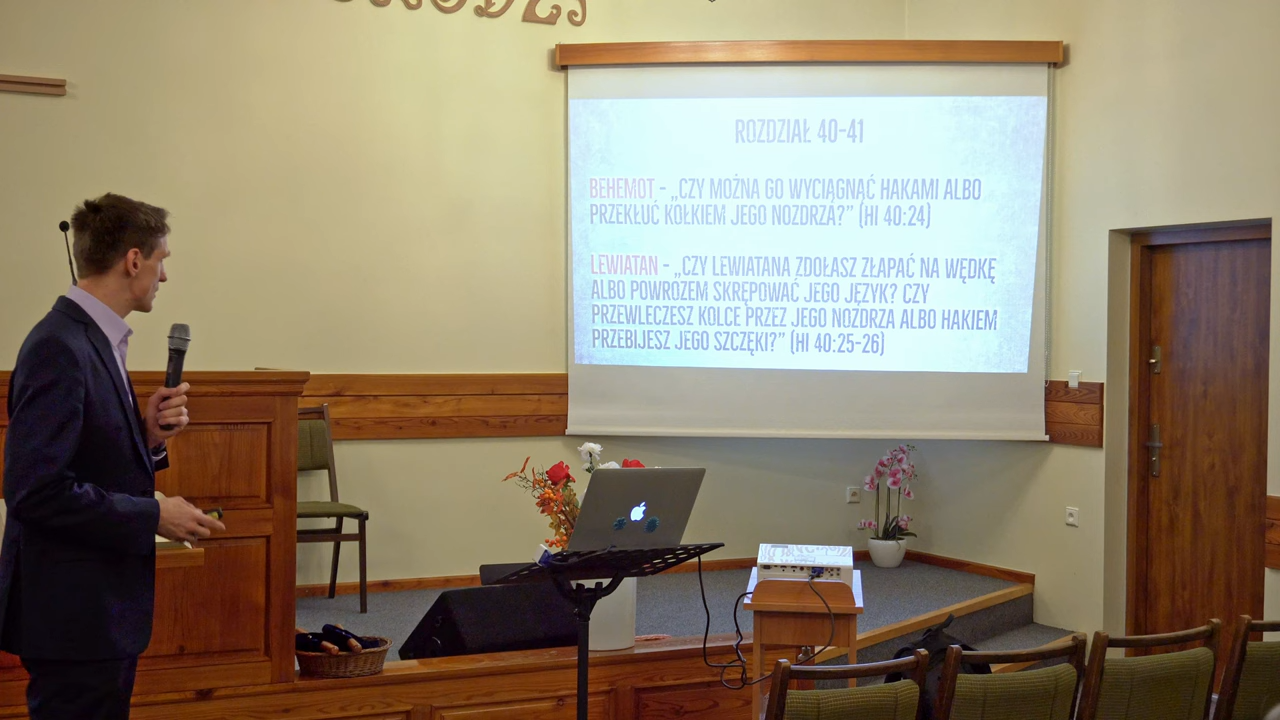 ROZDZIAŁ 40-41
BEHEMOT - „CZY MOŻNA GO WYCIĄGNĄĆ HAKAMI ALBO
PRZEKŁUĆ KOŁKIEM JEGO NOZDRZA?” (HI 40:24)
LEWIATAN - „CZY LEWIATANA ZDOŁASZ ZŁAPAĆ NA WĘDKĘ
ALBO POWROZEM SKRĘPOWAĆ JEGO JĘZYK? CZY
PRZEWLECZESZ KOLCE PRZEZ JEGO NOZDRZA ALBO HAKIEM
PRZEBIJESZ JEGO SZCZĘKI?” (HI 40:25-26)